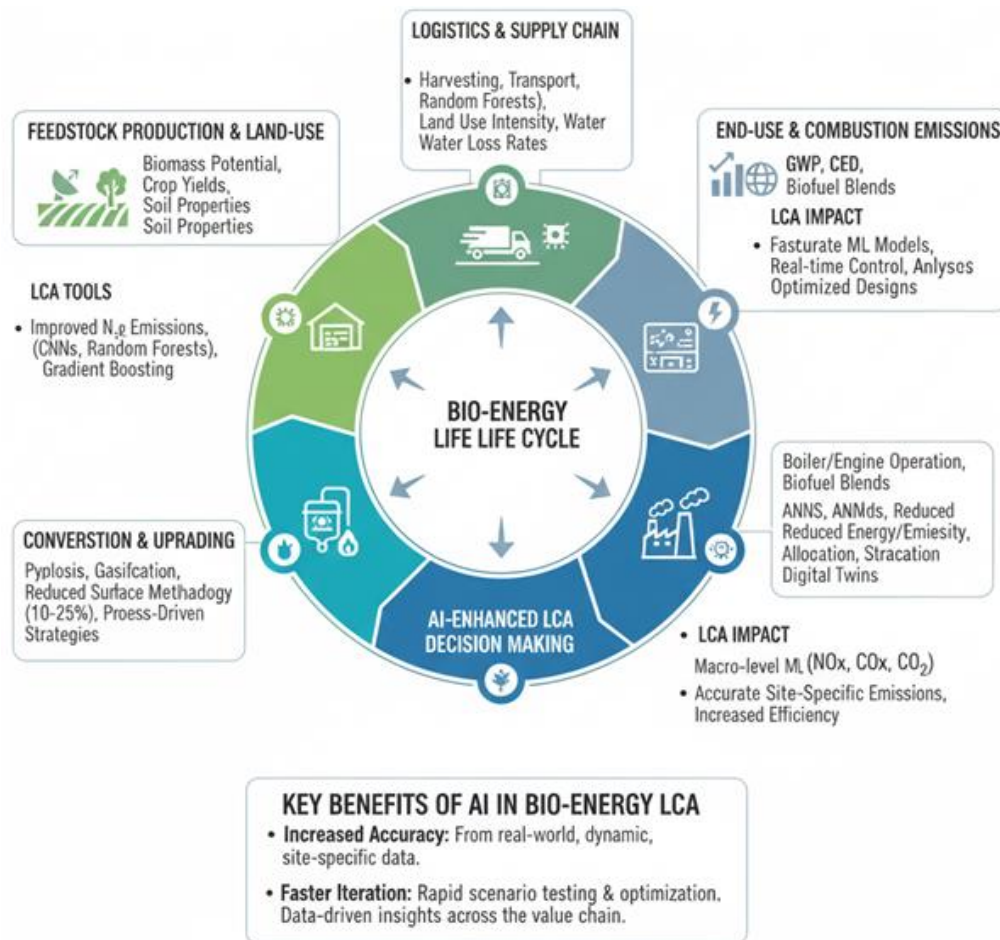 LOGISTICS & SUPPLY CHAIN
• Harvesting, Transport,
Random Forests),
Land Use Intensity, Water
Water Loss Rates
FEEDSTOCK PRODUCTION & LAND-USE
Biomass Potential,
Crop Yields,
Soil Properties
Soil Properties
LCA TOOLS
• Improved N₂ₑ Emissions,
(CNNs, Random Forests),
Gradient Boosting
END-USE & COMBUSTION EMISSIONS
GWP, CED,
Biofuel Blends
LCA IMPACT
• Fasturate ML Models,
Real-time Control, Anlyses
Optimized Designs
BIO-ENERGY
LIFE LIFE CYCLE
CONVERSTION & UPRADING
Pyplosis, Gasifcation,
Reduced Surface Methadogy
(10-25%), Proess-Driven
Strategies
AI-ENHANCED LCA
DECISION MAKING
Boiler/Engine Operation,
Biofuel Blends
ANNS, ANMds, Reduced
Reduced Energy/Emiesity,
Allocation, Stracation
Digital Twins
• LCA IMPACT
Macro-level ML (NOx, COx, CO₂)
• Accurate Site-Specific Emissions,
Increased Efficiency
KEY BENEFITS OF AI IN BIO-ENERGY LCA
• Increased Accuracy: From real-world, dynamic,
site-specific data.
• Faster Iteration: Rapid scenario testing & optimization.
Data-driven insights across the value chain.